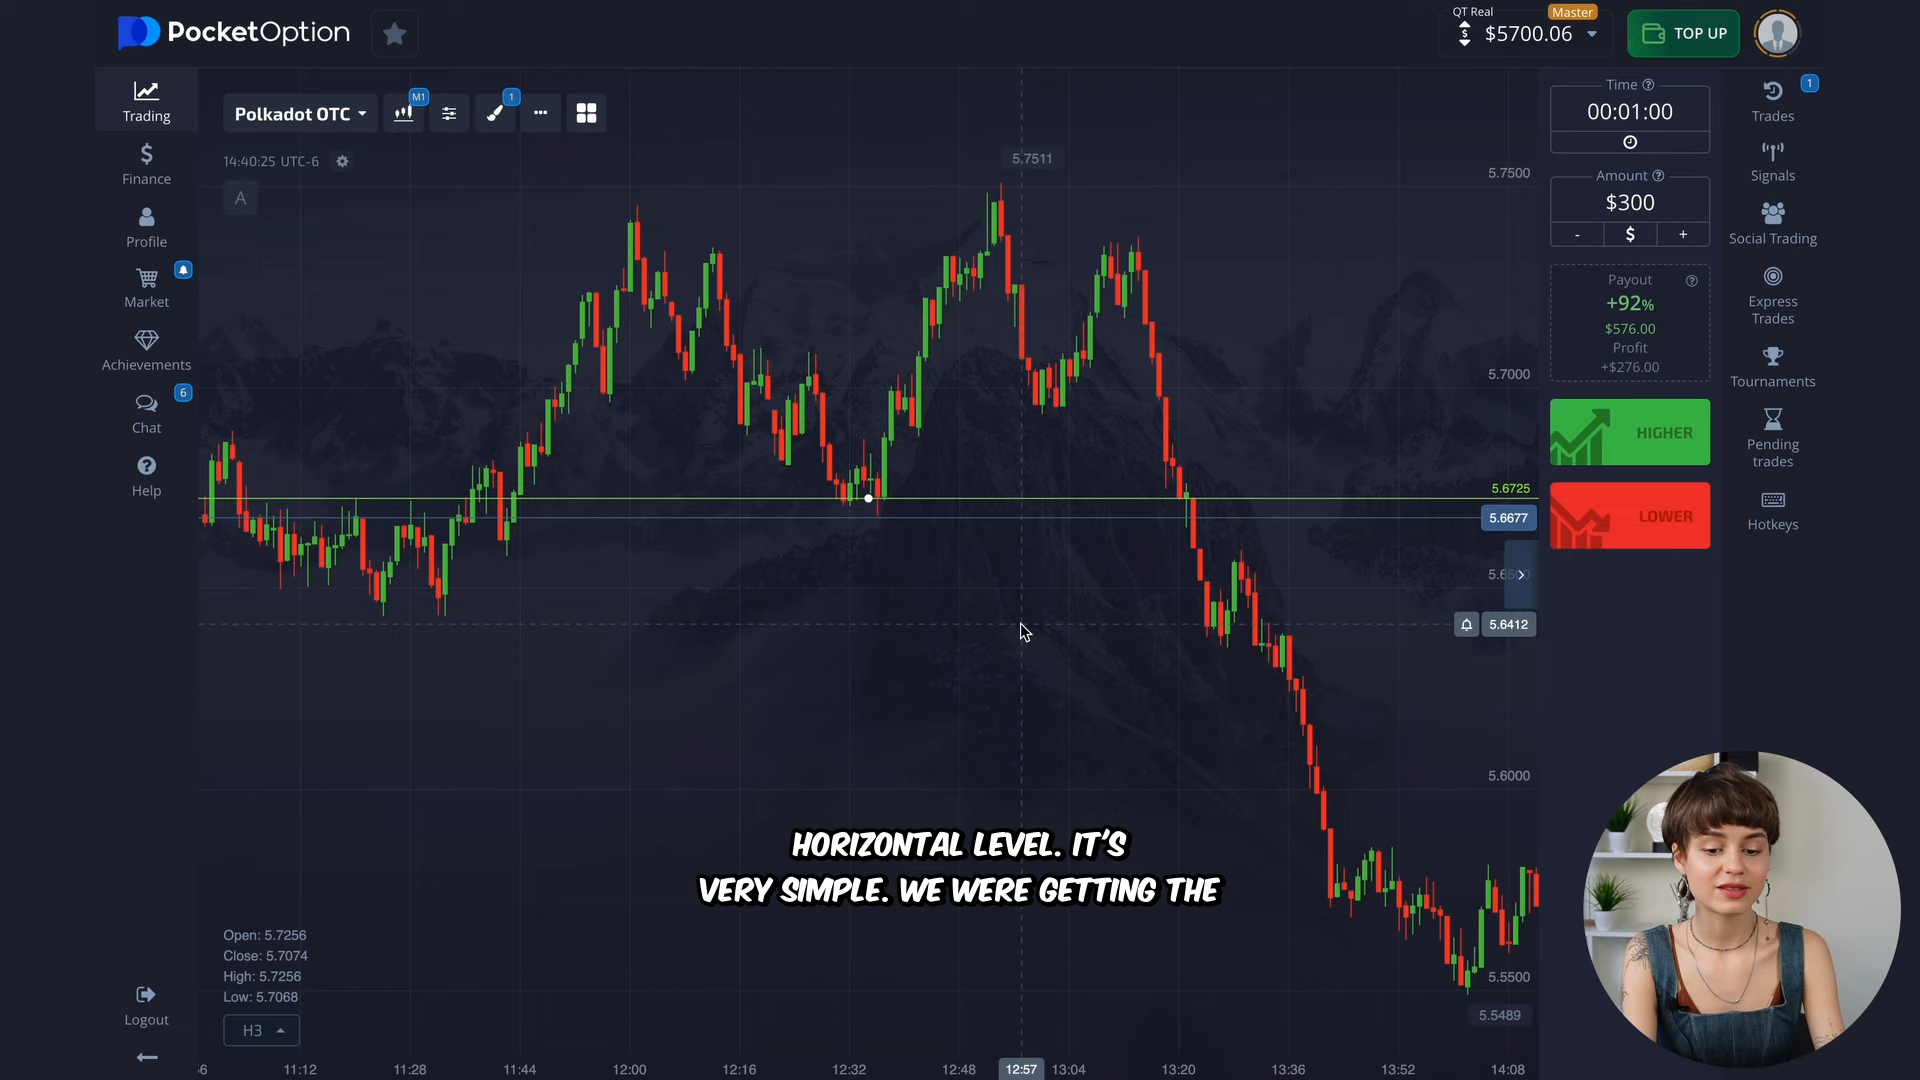 PocketOption
QT Real
Master
$5700.06
TOP UP
Trading
Finance
Profile
Market
Achievements
6
Chat
Help
Logout
Polkadot OTC
M1
1
14:40:25 UTC-6
A
5.7511
5.7500
5.7000
5.6725
5.6677
5.6412
5.6000
5.5500
5.5489
Time
00:01:00
Amount
$300
- $ +
Payout
+92%
$576.00
Profit
+$276.00
HIGHER
LOWER
1
Trades
Signals
Social Trading
Express
Trades
Tournaments
Pending
trades
Hotkeys
HORIZONTAL LEVEL. IT'S
VERY SIMPLE. WE WERE GETTING THE
Open: 5.7256
Close: 5.7074
High: 5.7256
Low: 5.7068
H3
11:12 11:28 11:44 12:00 12:16 12:32 12:48 12:57 13:04 13:20 13:36 13:52 14:08